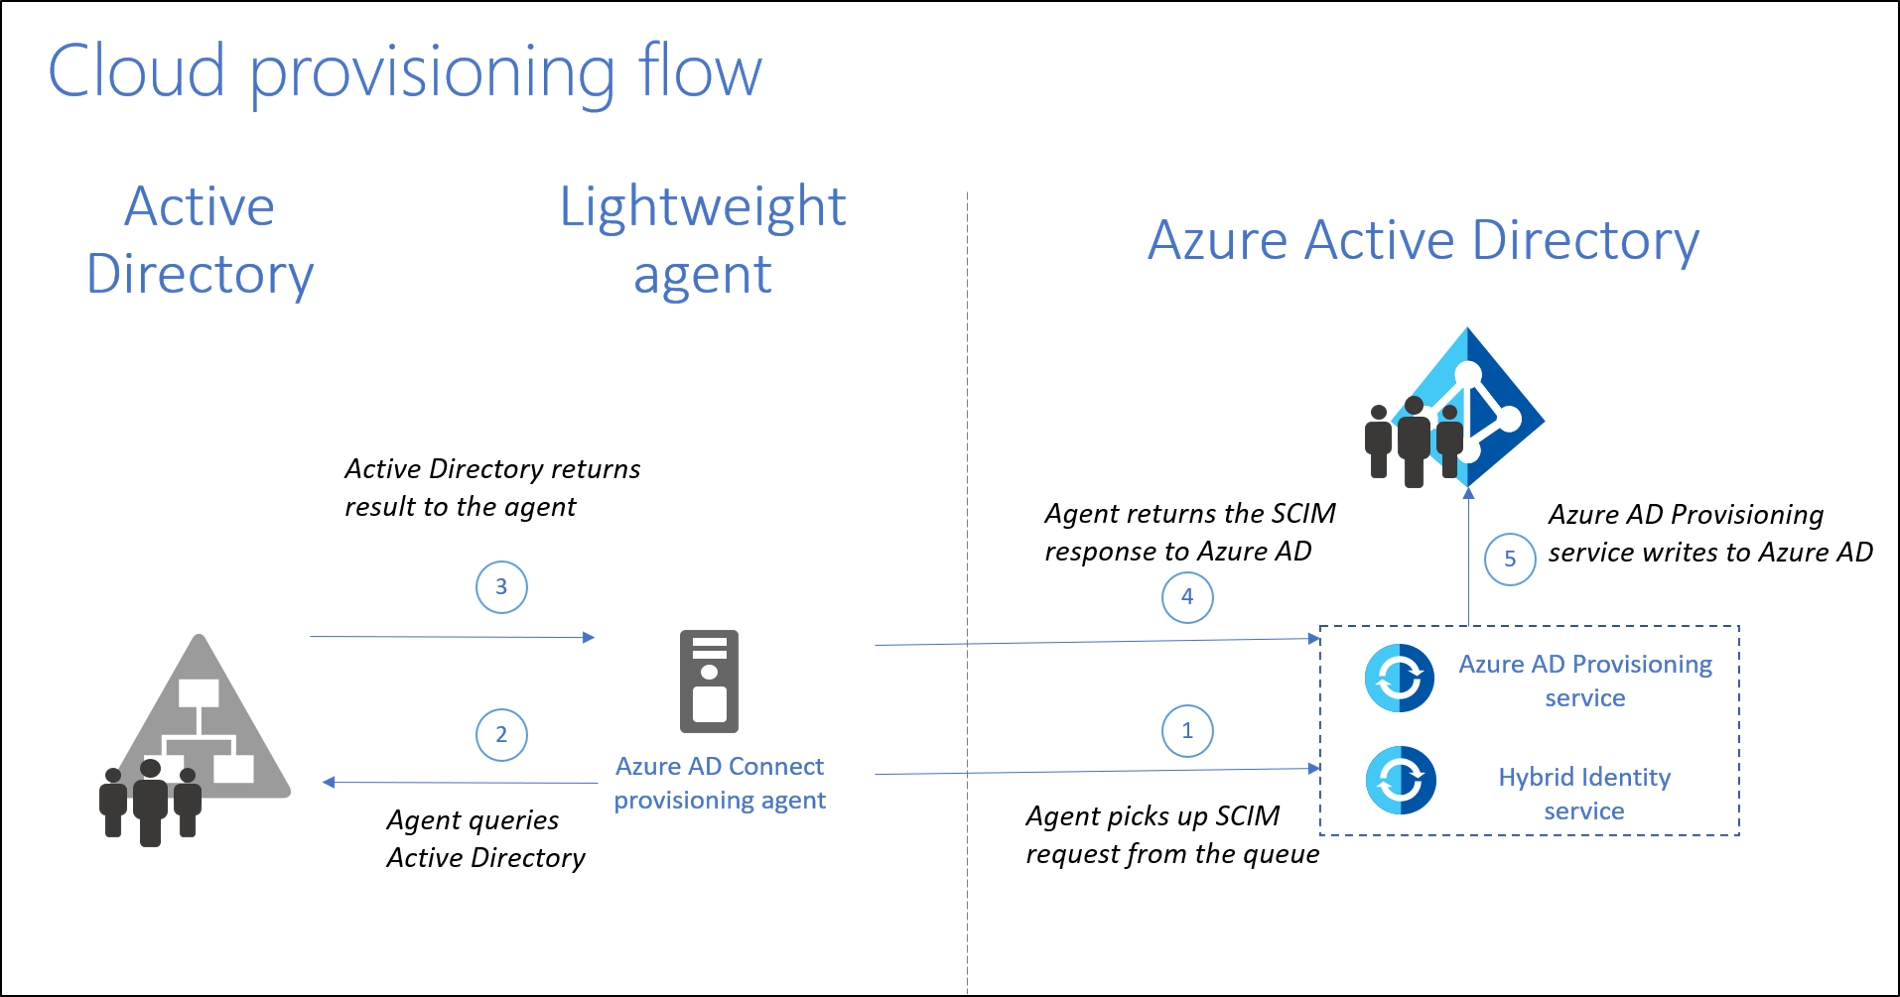 Cloud provisioning flow
Active
Directory
Lightweight
agent
Azure Active Directory
Active Directory returns
result to the agent
3
2
Agent queries
Active Directory
Azure AD Connect
provisioning agent
Agent returns the SCIM
response to Azure AD
4
1
Agent picks up SCIM
request from the queue
5
Azure AD Provisioning
service writes to Azure AD
Azure AD Provisioning
service
Hybrid Identity
service